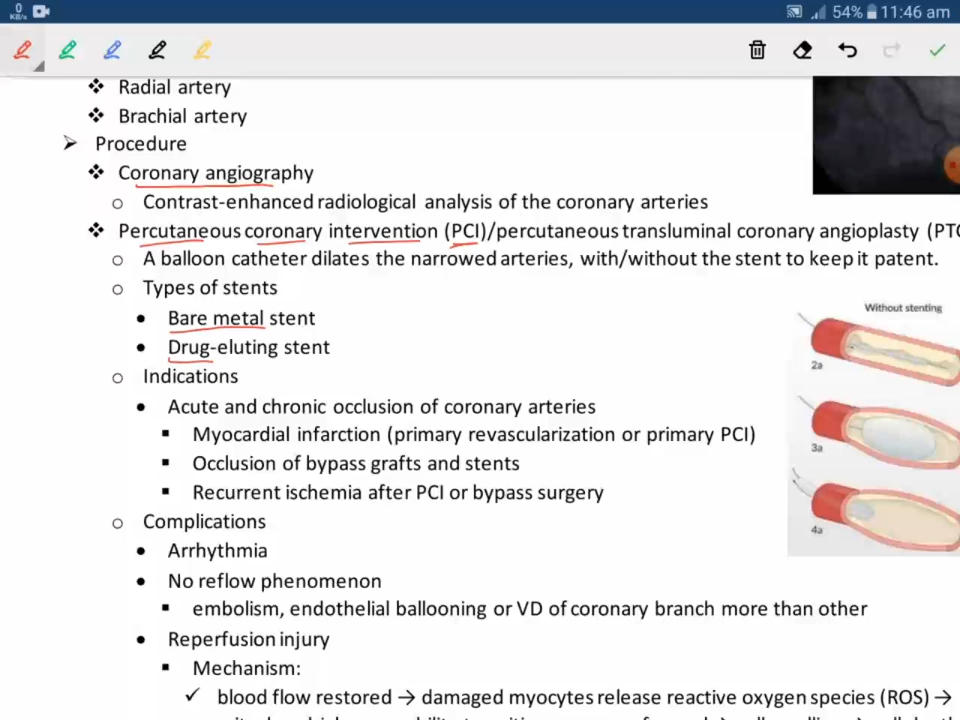 0
KB/s
54% 11:46 am
❖ Radial artery
❖ Brachial artery
➢ Procedure
❖ Coronary angiography
o Contrast-enhanced radiological analysis of the coronary arteries
❖ Percutaneous coronary intervention (PCI)/percutaneous transluminal coronary angioplasty (PTC
o A balloon catheter dilates the narrowed arteries, with/without the stent to keep it patent.
o Types of stents
Without stenting
• Bare metal stent
• Drug-eluting stent
2a
o Indications
• Acute and chronic occlusion of coronary arteries
▪ Myocardial infarction (primary revascularization or primary PCI)
3a
▪ Occlusion of bypass grafts and stents
▪ Recurrent ischemia after PCI or bypass surgery
o Complications
4a
• Arrhythmia
• No reflow phenomenon
▪ embolism, endothelial ballooning or VD of coronary branch more than other
• Reperfusion injury
▪ Mechanism:
✓ blood flow restored → damaged myocytes release reactive oxygen species (ROS) →